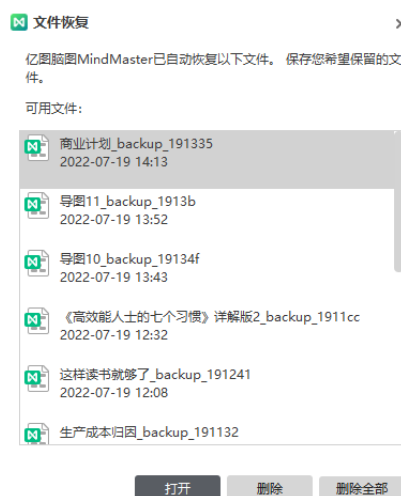 文件恢复
亿图脑图MindMaster已自动恢复以下文件。 保存您希望保留的文
件。
可用文件:
商业计划_backup_191335
2022-07-19 14:13
导图11_backup_1913b
2022-07-19 13:52
导图10_backup_19134f
2022-07-19 13:43
《高效能人士的七个习惯》详解版2_backup_1911cc
2022-07-19 12:32
这样读书就够了_backup_191241
2022-07-19 12:08
生产成本归因_backup_191132
打开 删除 删除全部